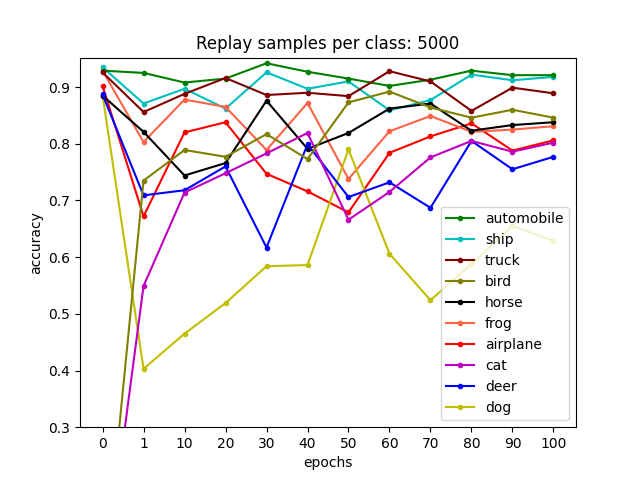 Replay samples per class: 5000
accuracy
0.9
0.8
0.7
0.6
0.5
0.4
0.3
automobile
ship
truck
bird
horse
frog
airplane
cat
deer
dog
0 1 10 20 30 40 50 60 70 80 90 100
epochs